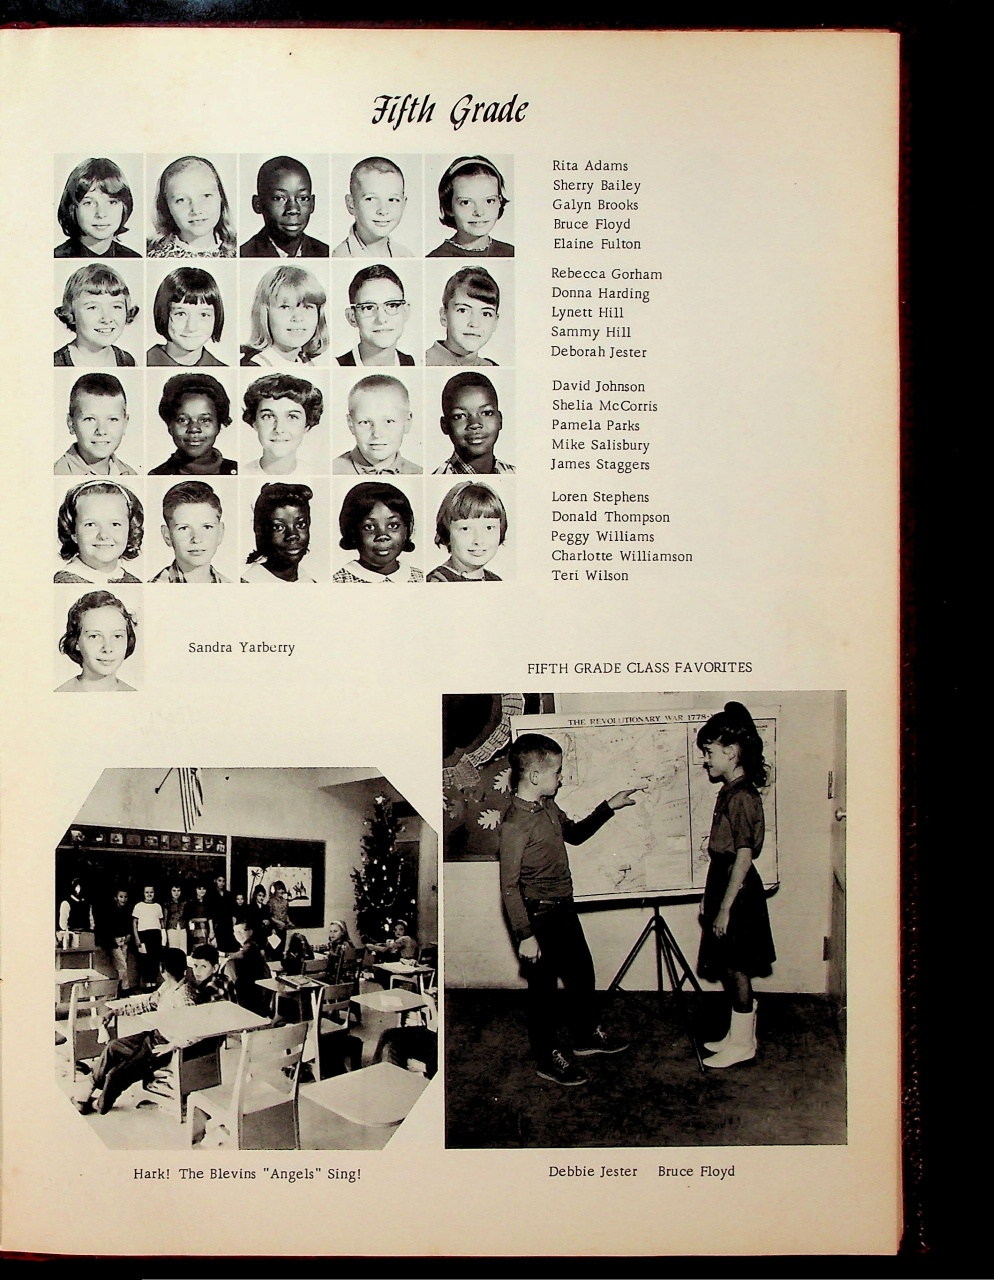 Fifth Grade
Rita Adams
Sherry Bailey
Galyn Brooks
Bruce Floyd
Elaine Fulton
Rebecca Gorham
Donna Harding
Lynett Hill
Sammy Hill
Deborah Jester
David Johnson
Shelia McCorris
Pamela Parks
Mike Salisbury
James Staggers
Loren Stephens
Donald Thompson
Peggy Williams
Charlotte Williamson
Teri Wilson
Sandra Yarberry
FIFTH GRADE CLASS FAVORITES
THE REVOLUTIONARY WAR 1778-
Hark! The Blevins "Angels" Sing!
Debbie Jester Bruce Floyd